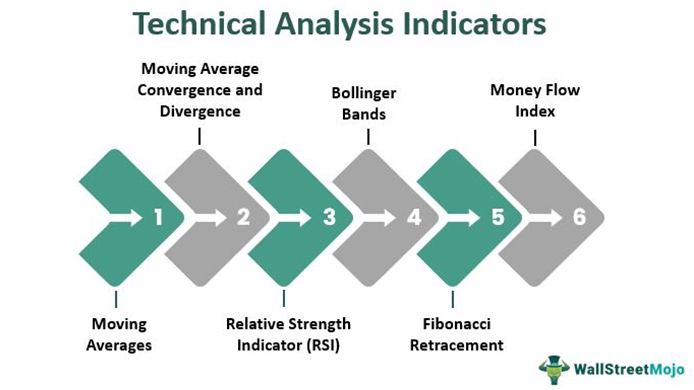 Technical Analysis Indicators
Moving Average
Convergence and
Divergence
Bollinger
Bands
Money Flow
Index
1
2
3
4
5
6
Moving
Averages
Relative Strength
Indicator (RSI)
Fibonacci
Retracement
WallStreetMojo